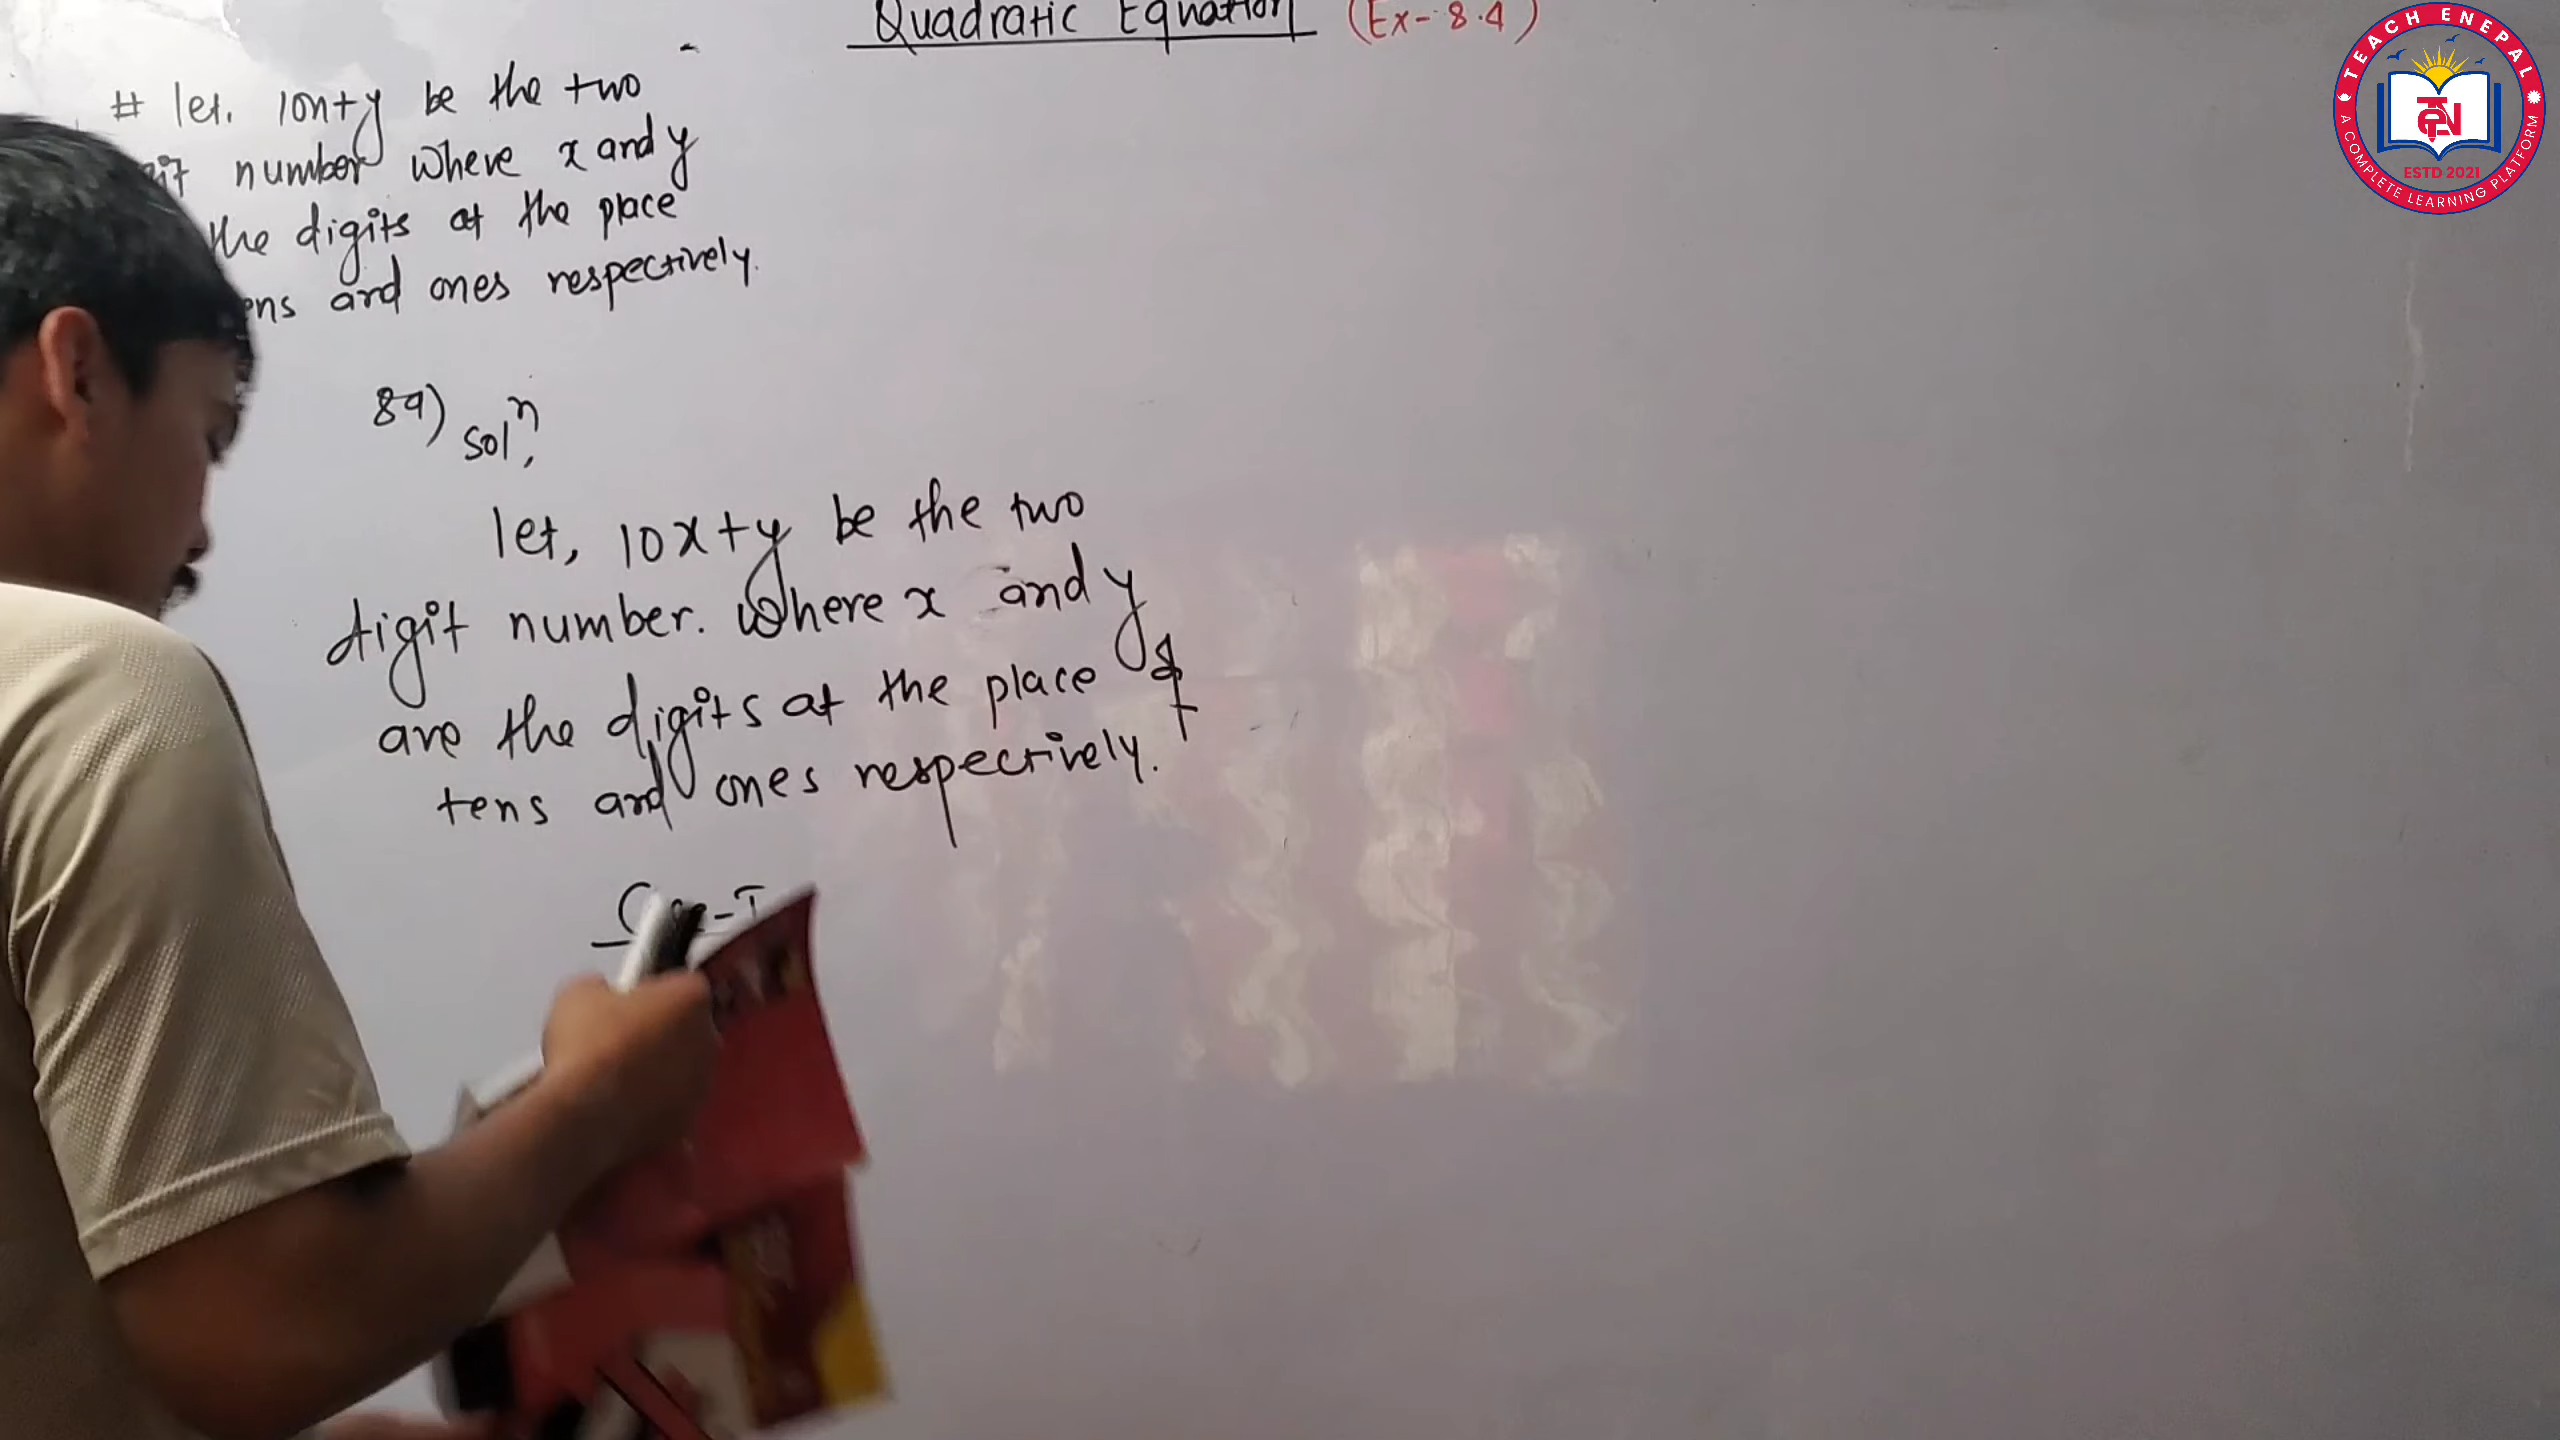 Quadratic Equation (Ex-8.4)
# let. 10x+y be the two
number where x and y
the digits at the place
and ones respectively.
8a) Solⁿ,
let, 10x+y be the two
digit number. Where x and y
are the digits at the place of
tens and ones respectively.
TEACH ENEPAL
ESTD 2021
A COMPLETE LEARNING PLATFORM